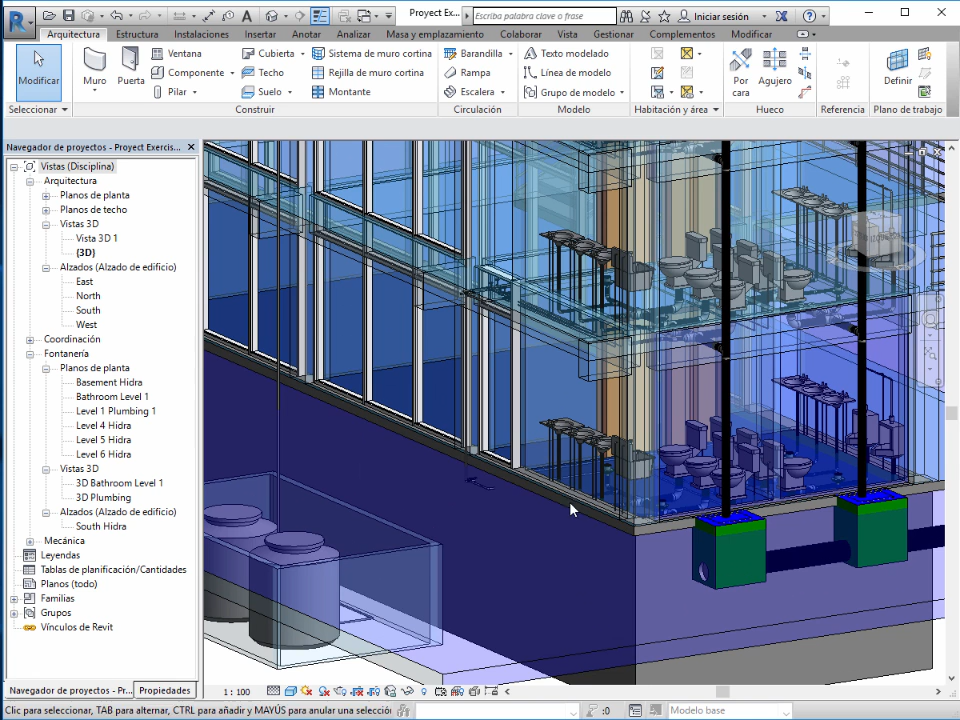 Project Exe...
Escriba palabra clave o frase
Iniciar sesión
Arquitectura Estructura Instalaciones Insertar Anotar Analizar Masa y emplazamiento Colaborar Vista Gestionar Complementos Modificar
Modificar
Muro
Puerta
Ventana
Componente
Pilar
Cubierta
Techo
Suelo
Sistema de muro cortina
Rejilla de muro cortina
Montante
Barandilla
Rampa
Escalera
Texto modelado
Línea de modelo
Grupo de modelo
Por cara
Agujero
Definir
Seleccionar
Construir
Circulación
Modelo
Habitación y área
Hueco
Referencia
Plano de trabajo
Navegador de proyectos - Project Exercis...
Vistas (Disciplina)
Arquitectura
Planos de planta
Planos de techo
Vistas 3D
Vista 3D 1
{3D}
Alzados (Alzado de edificio)
East
North
South
West
Coordinación
Fontanería
Planos de planta
Basement Hidra
Bathroom Level 1
Level 1 Plumbing 1
Level 4 Hidra
Level 5 Hidra
Level 6 Hidra
Vistas 3D
3D Bathroom Level 1
3D Plumbing
Alzados (Alzado de edificio)
South Hidra
Mecánica
Leyendas
Tablas de planificación/Cantidades
Planos (todo)
Familias
Grupos
Vínculos de Revit
Navegador de proyectos - Pr...
Propiedades
1 : 100
Clic para seleccionar, TAB para alternar, CTRL para añadir y MAYÚS para anular una selecció
:0
Modelo base